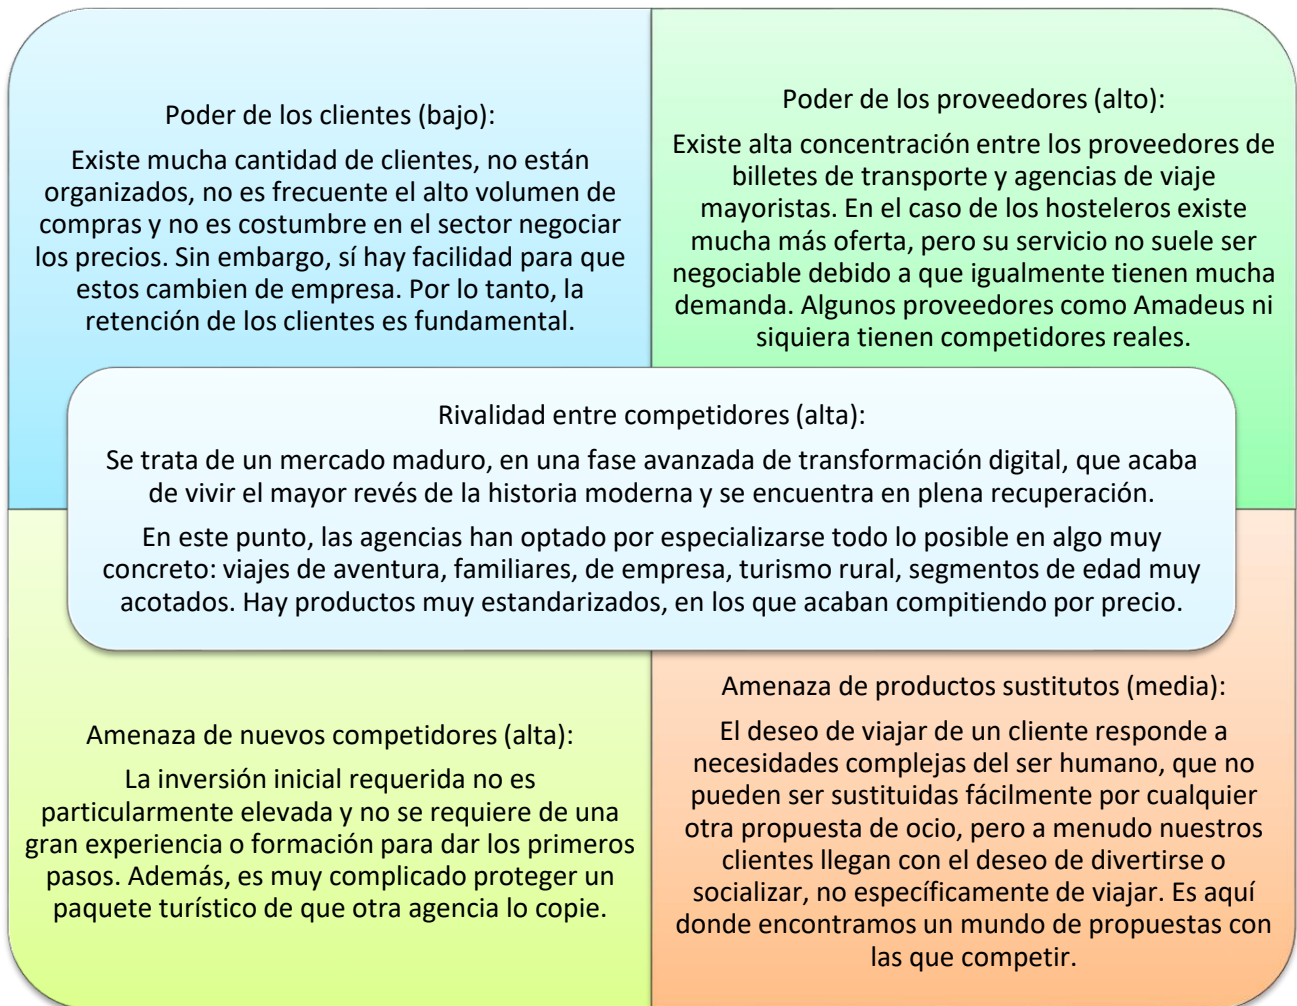 Poder de los clientes (bajo):
Existe mucha cantidad de clientes, no están
organizados, no es frecuente el alto volumen de
compras y no es costumbre en el sector negociar
los precios. Sin embargo, sí hay facilidad para que
estos cambien de empresa. Por lo tanto, la
retención de los clientes es fundamental.
Poder de los proveedores (alto):
Existe alta concentración entre los proveedores de
billetes de transporte y agencias de viaje
mayoristas. En el caso de los hosteleros existe
mucha más oferta, pero su servicio no suele ser
negociable debido a que igualmente tienen mucha
demanda. Algunos proveedores como Amadeus ni
siquiera tienen competidores reales.
Rivalidad entre competidores (alta):
Se trata de un mercado maduro, en una fase avanzada de transformación digital, que acaba
de vivir el mayor revés de la historia moderna y se encuentra en plena recuperación.
En este punto, las agencias han optado por especializarse todo lo posible en algo muy
concreto: viajes de aventura, familiares, de empresa, turismo rural, segmentos de edad muy
acotados. Hay productos muy estandarizados, en los que acaban compitiendo por precio.
Amenaza de nuevos competidores (alta):
La inversión inicial requerida no es
particularmente elevada y no se requiere de una
gran experiencia o formación para dar los primeros
pasos. Además, es muy complicado proteger un
paquete turístico de que otra agencia lo copie.
Amenaza de productos sustitutos (media):
El deseo de viajar de un cliente responde a
necesidades complejas del ser humano, que no
pueden ser sustituidas fácilmente por cualquier
otra propuesta de ocio, pero a menudo nuestros
clientes llegan con el deseo de divertirse o
socializar, no específicamente de viajar. Es aquí
donde encontramos un mundo de propuestas con
las que competir.